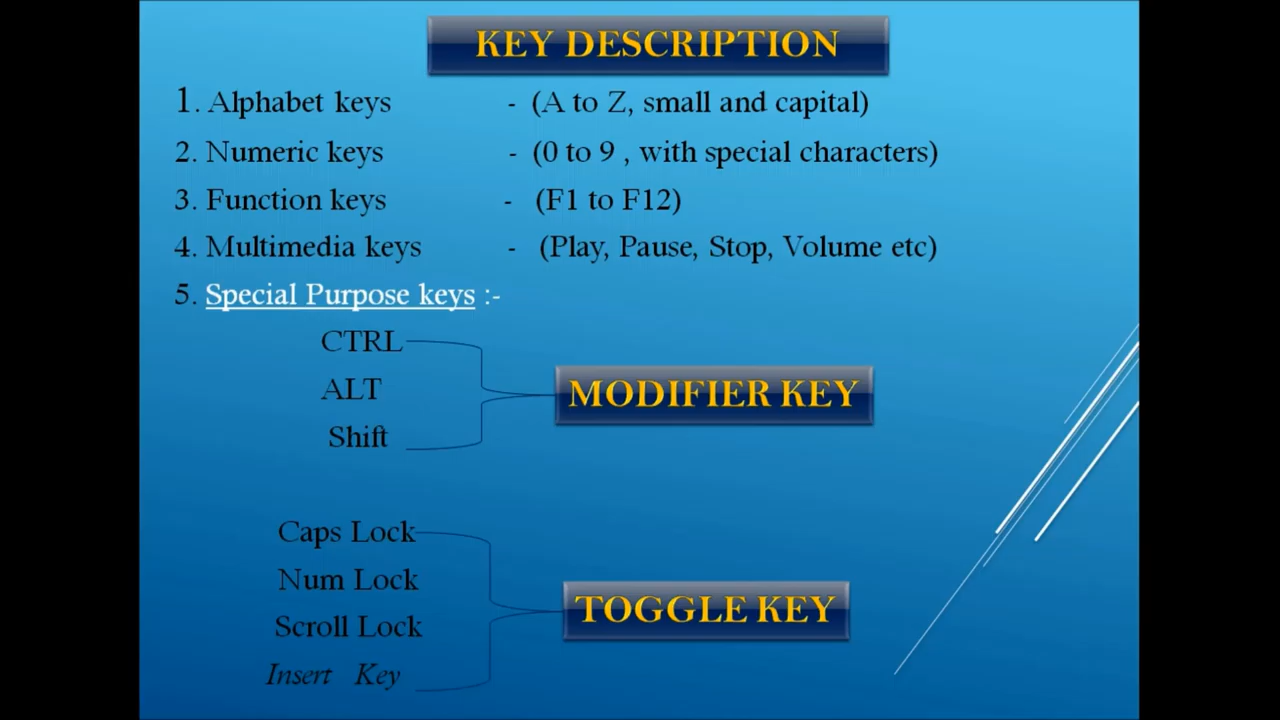 KEY DESCRIPTION
1. Alphabet keys - (A to Z, small and capital)
2. Numeric keys - (0 to 9 , with special characters)
3. Function keys - (F1 to F12)
4. Multimedia keys - (Play, Pause, Stop, Volume etc)
5. Special Purpose keys :-
CTRL
ALT
Shift
MODIFIER KEY
Caps Lock
Num Lock
Scroll Lock
Insert Key
TOGGLE KEY